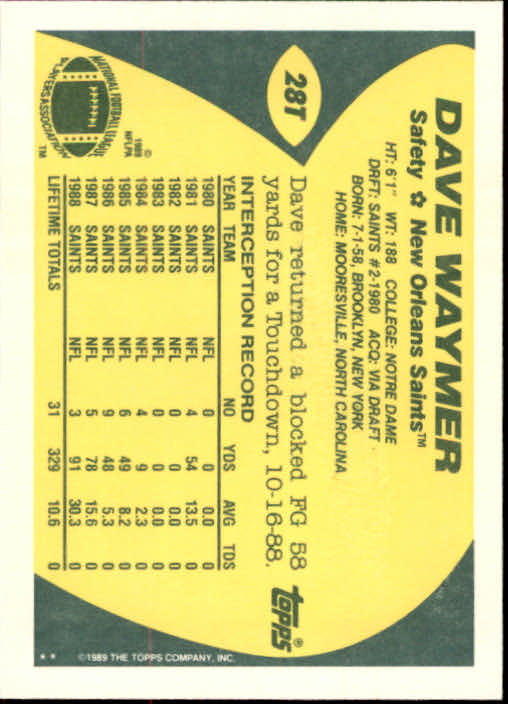 28T
DAVE WAYMER
Safety ✿ New Orleans Saints™
HT: 6'1" WT: 188 COLLEGE: NOTRE DAME
DRFT: SAINTS #2-1980 ACQ: VIA DRAFT
BORN: 7-1-58, BROOKLYN, NEW YORK
HOME: MOORESVILLE, NORTH CAROLINA
Dave returned a blocked FG 58
yards for a Touchdown, 10-16-88.
INTERCEPTION RECORD
YEAR TEAM NO YDS AVG TDS
1980 SAINTS NFL 0 0 0.0 0
1981 SAINTS NFL 4 54 13.5 0
1982 SAINTS NFL 0 0 0.0 0
1983 SAINTS NFL 0 0 0.0 0
1984 SAINTS NFL 4 9 2.3 0
1985 SAINTS NFL 6 49 8.2 0
1986 SAINTS NFL 9 48 5.3 0
1987 SAINTS NFL 5 78 15.6 0
1988 SAINTS NFL 3 91 30.3 0
LIFETIME TOTALS 31 329 10.6 0
NATIONAL FOOTBALL LEAGUE
PLAYERS ASSOCIATION
™
©
1989
NFLPA
TOPPS®
** ©1989 THE TOPPS COMPANY, INC.